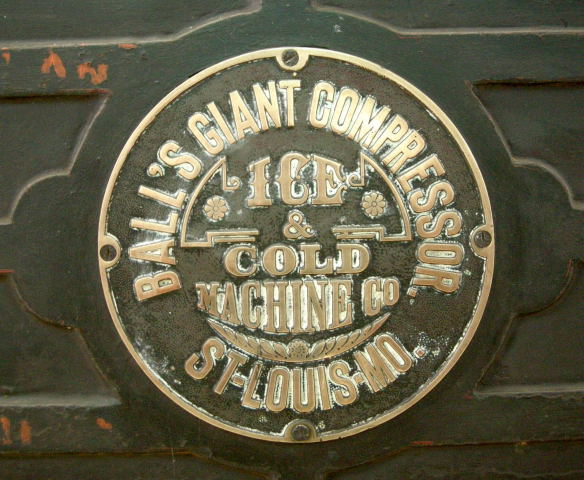 BALL'S GIANT COMPRESSOR.
ICE
&
COLD
MACHINE CO
ST-LOUIS-MO.